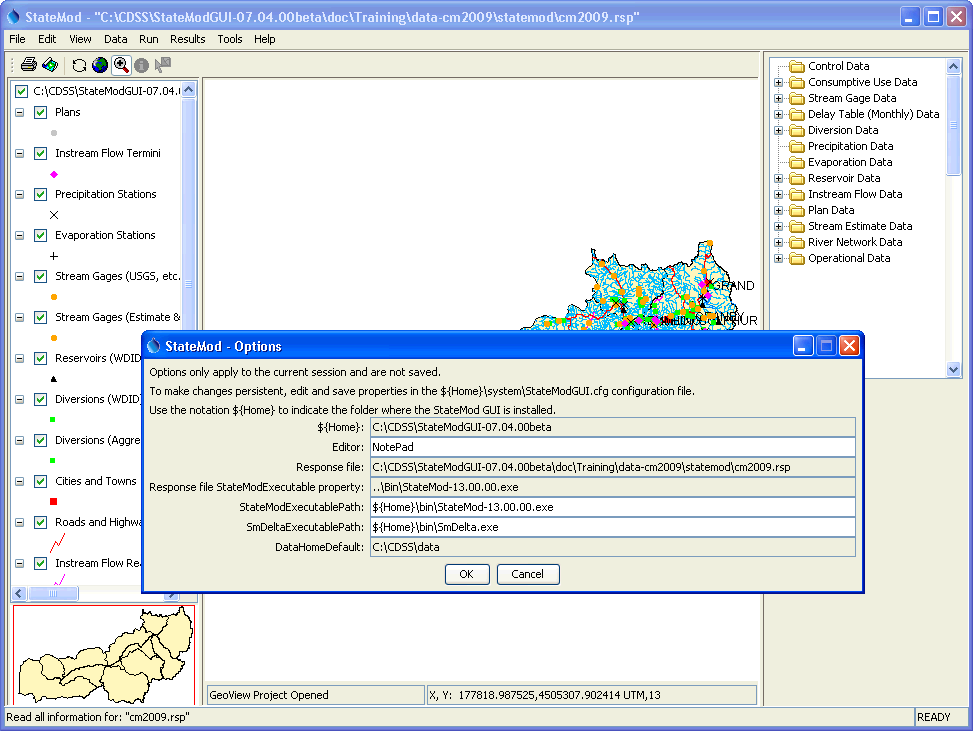 StateMod - "C:\CDSS\StateModGUI-07.04.00beta\doc\Training\data-cm2009\statemod\cm2009.rsp"
File Edit View Data Run Results Tools Help
C:\CDSS\StateModGUI-07.04.
Plans
Instream Flow Termini
Precipitation Stations
Evaporation Stations
Stream Gages (USGS, etc.
Stream Gages (Estimate &
Reservoirs (WDID
Diversions (WDID
Diversions (Aggre
Cities and Towns
Roads and Highwa
Instream Flow Rea
GRAND
Control Data
Consumptive Use Data
Stream Gage Data
Delay Table (Monthly) Data
Diversion Data
Precipitation Data
Evaporation Data
Reservoir Data
Instream Flow Data
Plan Data
Stream Estimate Data
River Network Data
Operational Data
StateMod - Options
Options only apply to the current session and are not saved.
To make changes persistent, edit and save properties in the ${Home}\system\StateModGUI.cfg configuration file.
Use the notation ${Home} to indicate the folder where the StateMod GUI is installed.
${Home}: C:\CDSS\StateModGUI-07.04.00beta
Editor: NotePad
Response file: C:\CDSS\StateModGUI-07.04.00beta\doc\Training\data-cm2009\statemod\cm2009.rsp
Response file StateModExecutable property: ..\Bin\StateMod-13.00.00.exe
StateModExecutablePath: ${Home}\bin\StateMod-13.00.00.exe
SmDeltaExecutablePath: ${Home}\bin\SmDelta.exe
DataHomeDefault: C:\CDSS\data
OK Cancel
GeoView Project Opened
X, Y: 177818.987525,4505307.902414 UTM,13
Read all information for: "cm2009.rsp"
READY